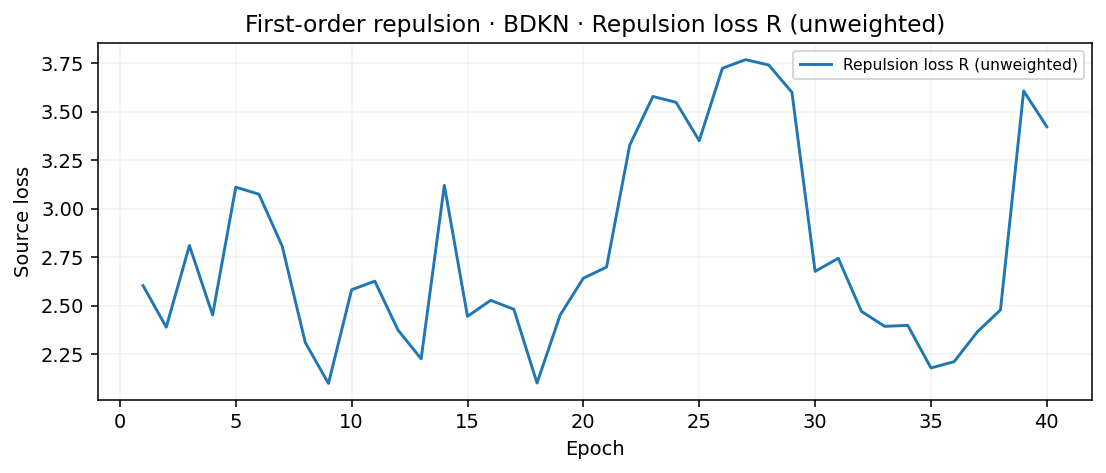 First-order repulsion · BDKN · Repulsion loss R (unweighted)
Repulsion loss R (unweighted)
Source loss
3.75
3.50
3.25
3.00
2.75
2.50
2.25
0 5 10 15 20 25 30 35 40
Epoch